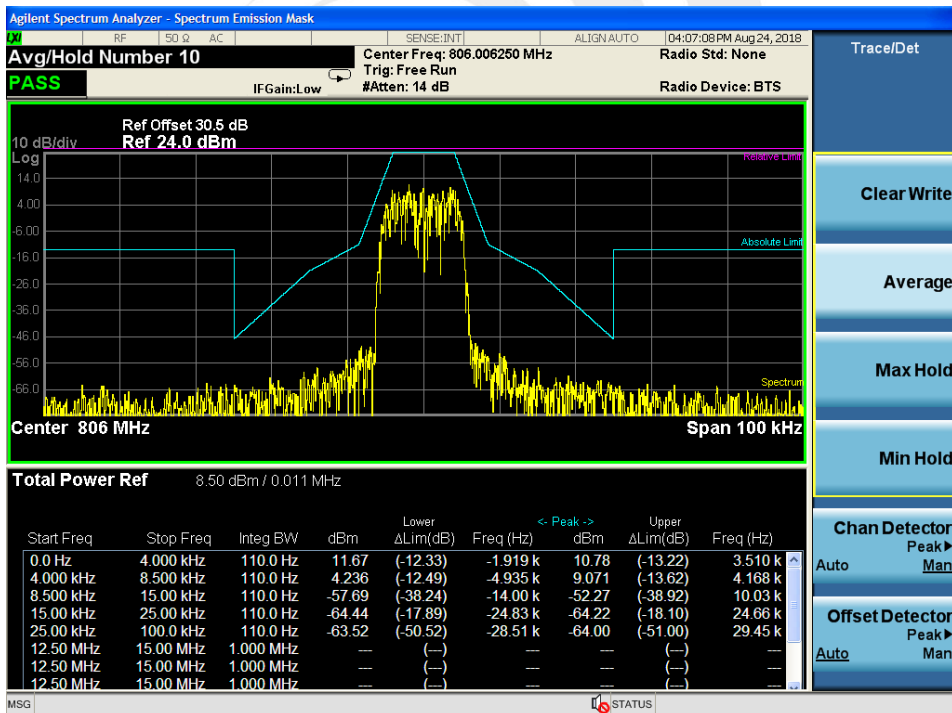 Agilent Spectrum Analyzer - Spectrum Emission Mask
LXI RF 50 Ω AC SENSE:INT ALIGN AUTO 04:07:08 PM Aug 24, 2018
Avg/Hold Number 10 Center Freq: 806.006250 MHz Radio Std: None
Trig: Free Run
PASS IFGain:Low #Atten: 14 dB Radio Device: BTS
Ref Offset 30.5 dB
10 dB/div Ref 24.0 dBm
Log
Relative Limit
14.0
4.00
-6.00
Absolute Limit
-16.0
-26.0
-36.0
-46.0
-56.0
Spectrum
-66.0
Center 806 MHz Span 100 kHz
Total Power Ref 8.50 dBm / 0.011 MHz
Lower <- Peak -> Upper
Start Freq Stop Freq Integ BW dBm ΔLim(dB) Freq (Hz) dBm ΔLim(dB) Freq (Hz)
0.0 Hz 4.000 kHz 110.0 Hz 11.67 (-12.33) -1.919 k 10.78 (-13.22) 3.510 k
4.000 kHz 8.500 kHz 110.0 Hz 4.236 (-12.49) -4.935 k 9.071 (-13.62) 4.168 k
8.500 kHz 15.00 kHz 110.0 Hz -57.69 (-38.24) -14.00 k -52.27 (-38.92) 10.03 k
15.00 kHz 25.00 kHz 110.0 Hz -64.44 (-17.89) -24.83 k -64.22 (-18.10) 24.66 k
25.00 kHz 100.0 kHz 110.0 Hz -63.52 (-50.52) -28.51 k -64.00 (-51.00) 29.45 k
12.50 MHz 15.00 MHz 1.000 MHz --- (---) --- --- (---) ---
12.50 MHz 15.00 MHz 1.000 MHz --- (---) --- --- (---) ---
12.50 MHz 15.00 MHz 1.000 MHz --- (---) --- --- (---) ---
MSG STATUS
Trace/Det
Clear Write
Average
Max Hold
Min Hold
Chan Detector
Peak▶
Auto Man
Offset Detector
Peak▶
Auto Man